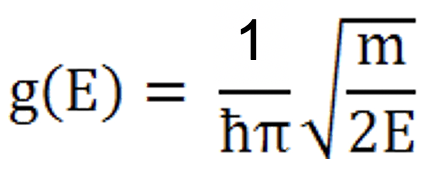 g(E) = 1/ħπ √(m/2E)